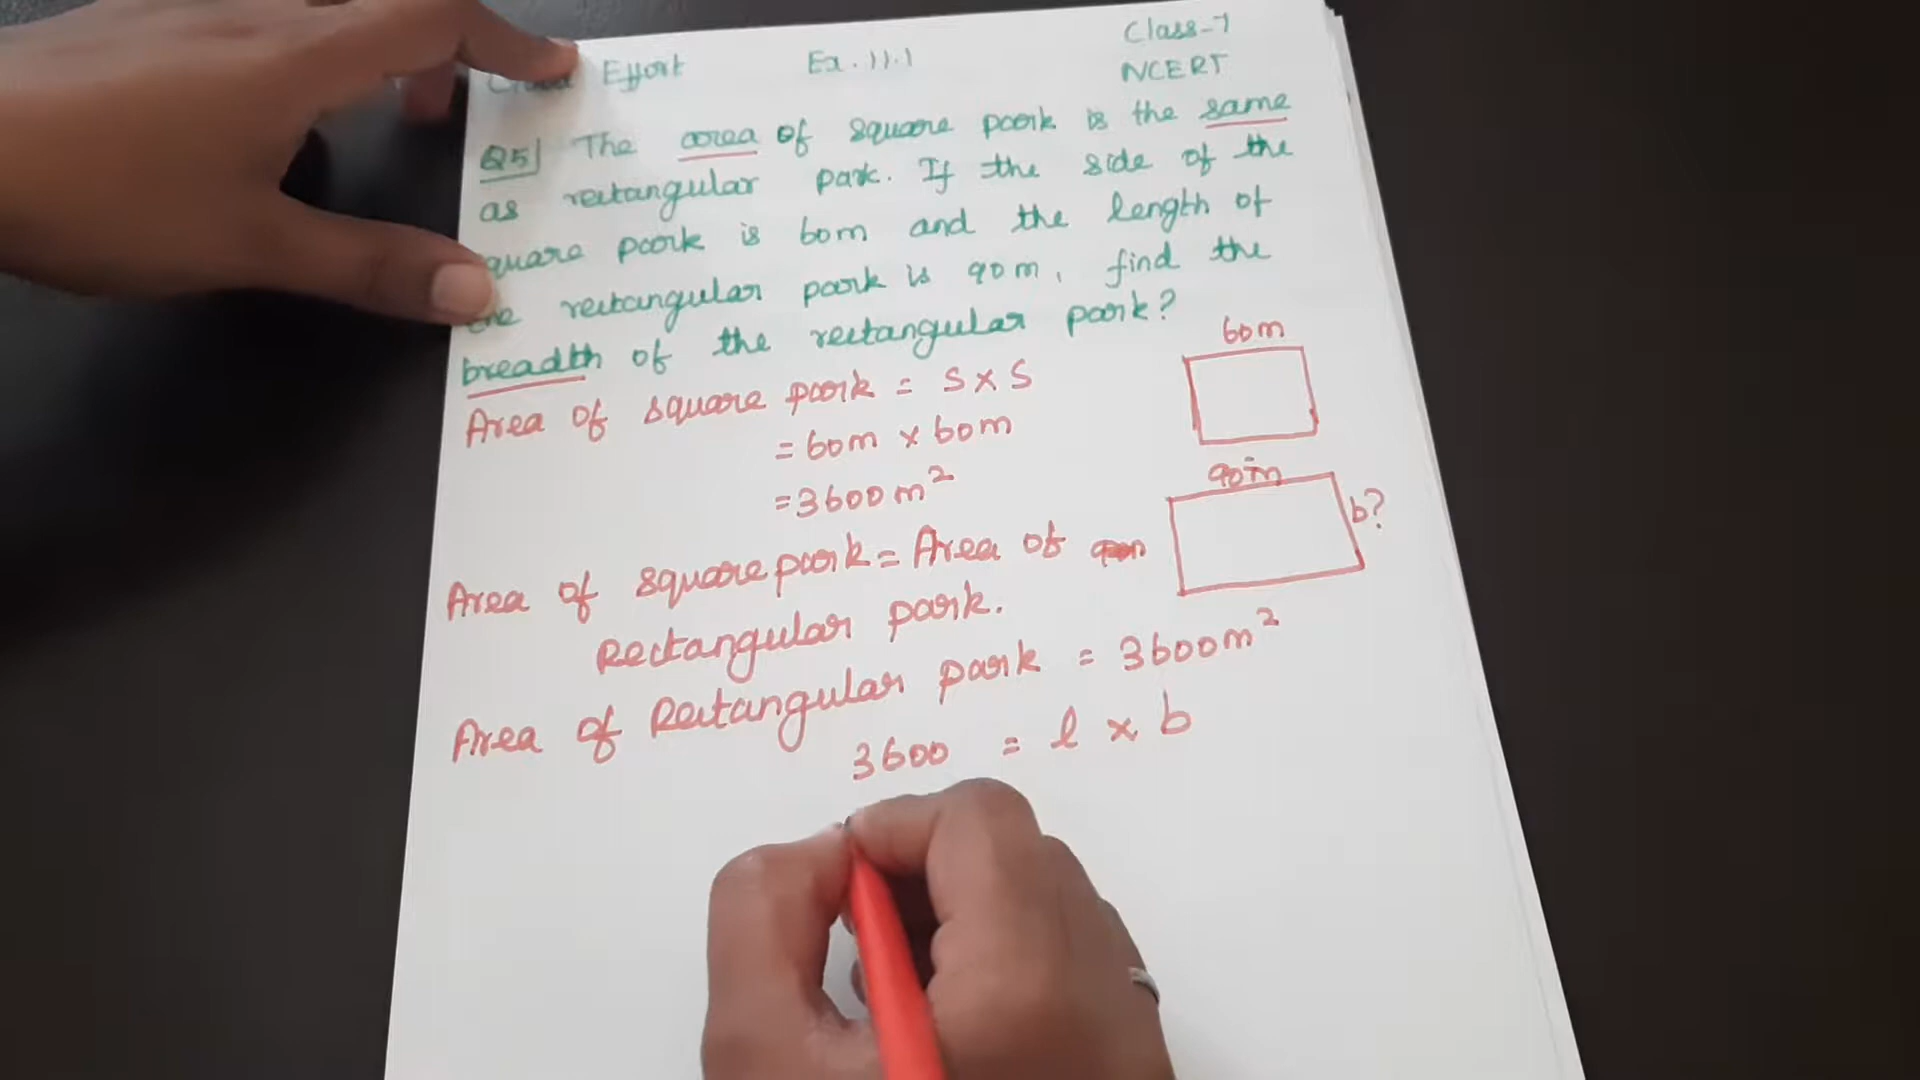 Effort Ex. 11.1 Class-7
NCERT
Q5] The area of square park is the same
as rectangular park. If the side of the
quare park is 60m and the length of
the rectangular park is 90m, find the
breadth of the rectangular park?
Area of square park = S x S
= 60m x 60m
= 3600m²
60m
90m
b?
Area of square park = Area of
Rectangular park.
Area of Rectangular park = 3600m²
3600 = l x b